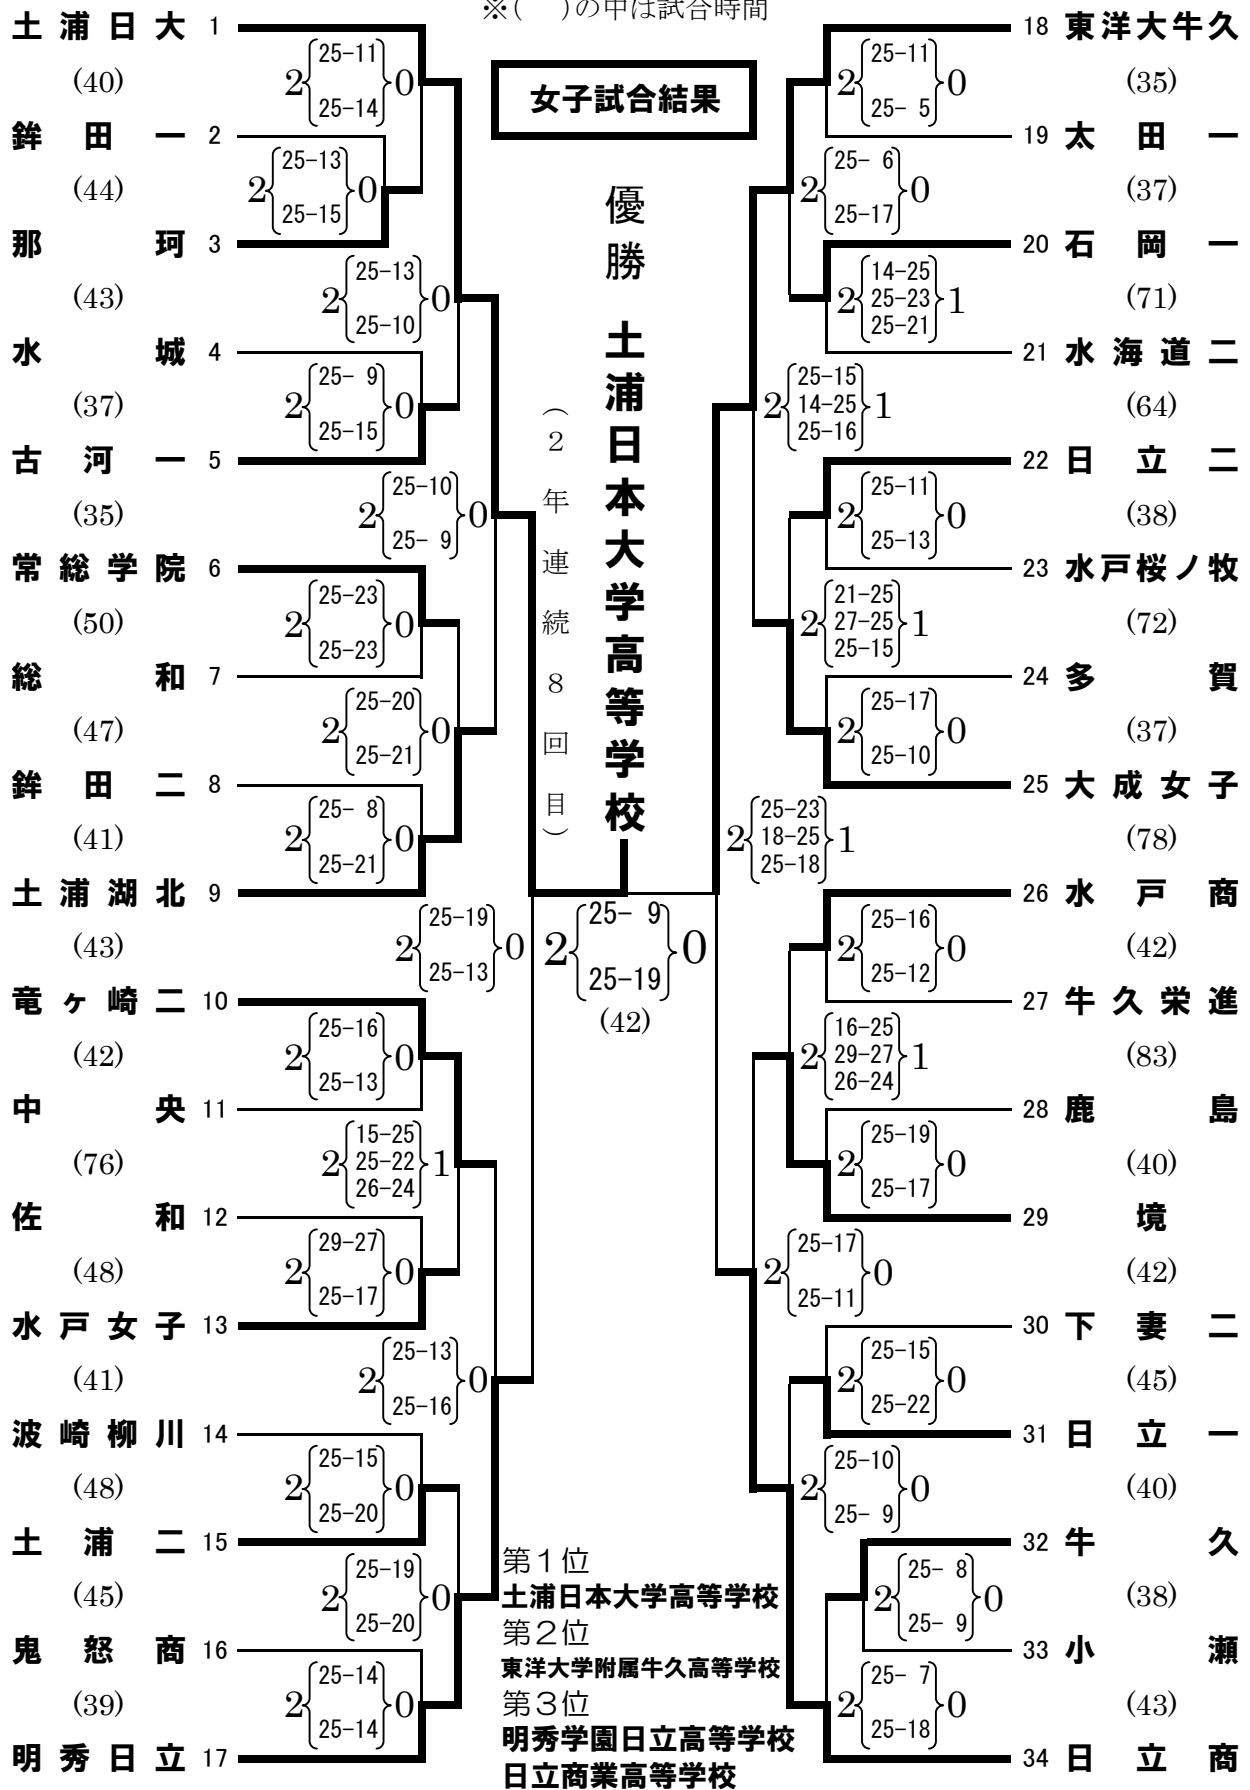 ※(　)の中は試合時間
女子試合結果
優勝 土浦日本大学高等学校
（2年連続8回目）
土浦日大 1
(40)
鉾田一 2
(44)
那珂 3
(43)
水城 4
(37)
古河一 5
(35)
常総学院 6
(50)
総和 7
(47)
鉾田二 8
(41)
土浦湖北 9
(43)
竜ヶ崎二 10
(42)
中央 11
(76)
佐和 12
(48)
水戸女子 13
(41)
波崎柳川 14
(48)
土浦二 15
(45)
鬼怒商 16
(39)
明秀日立 17
25-11
2 0
25-14
25-13
2 0
25-15
25-13
2 0
25-10
25- 9
2 0
25-15
25-10
2 0
25- 9
25-23
2 0
25-23
25-20
2 0
25-21
25- 8
2 0
25-21
25-19
2 0
25-13
25-16
2 0
25-13
15-25
2 25-22 1
26-24
29-27
2 0
25-17
25-13
2 0
25-16
25-15
2 0
25-20
25-19
2 0
25-20
25-14
2 0
25-14
25- 9
2 0
25-19
(42)
25-11
2 0
25- 5
25- 6
2 0
25-17
14-25
2 25-23 1
25-21
25-15
2 14-25 1
25-16
25-11
2 0
25-13
21-25
2 27-25 1
25-15
25-17
2 0
25-10
25-23
2 18-25 1
25-18
25-16
2 0
25-12
16-25
2 29-27 1
26-24
25-19
2 0
25-17
25-17
2 0
25-11
25-15
2 0
25-22
25-10
2 0
25- 9
25- 8
2 0
25- 9
25- 7
2 0
25-18
18 東洋大牛久
(35)
19 太田一
(37)
20 石岡一
(71)
21 水海道二
(64)
22 日立二
(38)
23 水戸桜ノ牧
(72)
24 多賀
(37)
25 大成女子
(78)
26 水戸商
(42)
27 牛久栄進
(83)
28 鹿島
(40)
29 境
(42)
30 下妻二
(45)
31 日立一
(40)
32 牛久
(38)
33 小瀬
(43)
34 日立商
第1位
土浦日本大学高等学校
第2位
東洋大学附属牛久高等学校
第3位
明秀学園日立高等学校
日立商業高等学校